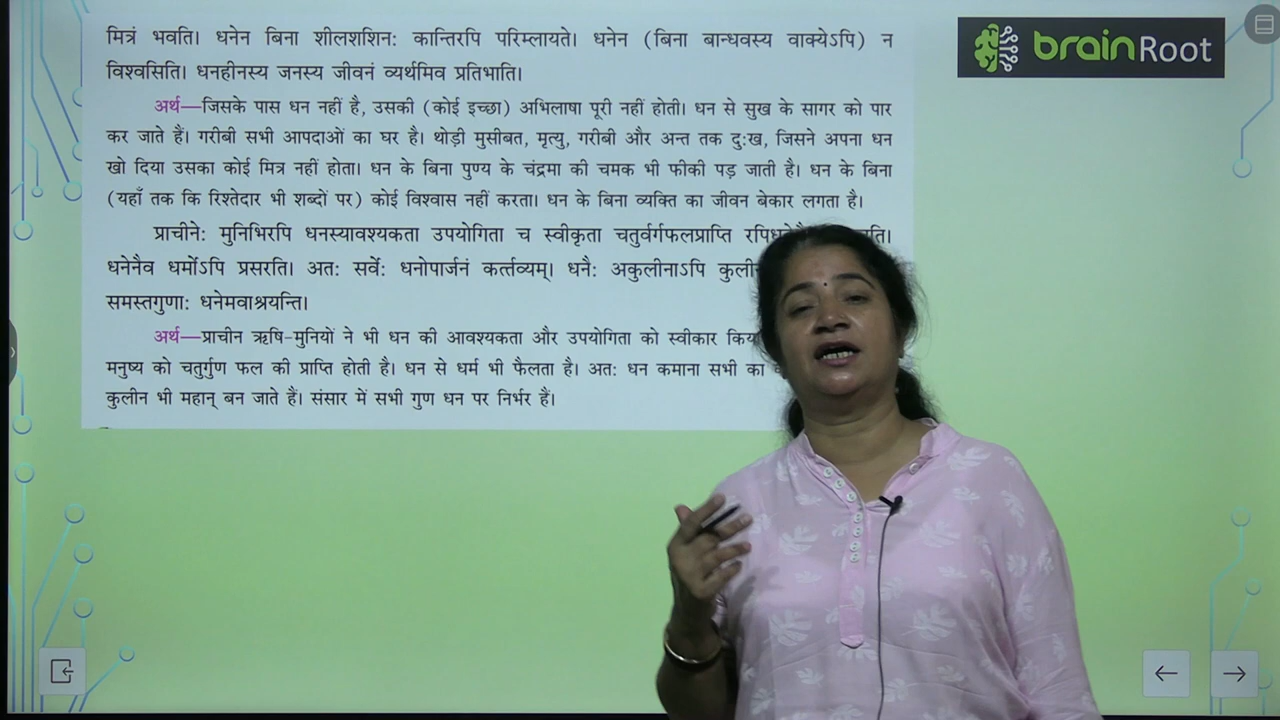 मित्रं भवति। धनेन बिना शीलशशिन: कान्तिरपि परिम्लायते। धनेन (बिना बान्धवस्य वाक्येऽपि) न
विश्वसिति। धनहीनस्य जनस्य जीवनं व्यर्थमिव प्रतिभाति।
अर्थ—जिसके पास धन नहीं है, उसकी (कोई इच्छा) अभिलाषा पूरी नहीं होती। धन से सुख के सागर को पार
कर जाते हैं। गरीबी सभी आपदाओं का घर है। थोड़ी मुसीबत, मृत्यु, गरीबी और अन्त तक दु:ख, जिसने अपना धन
खो दिया उसका कोई मित्र नहीं होता। धन के बिना पुण्य के चंद्रमा की चमक भी फीकी पड़ जाती है। धन के बिना
(यहाँ तक कि रिश्तेदार भी शब्दों पर) कोई विश्वास नहीं करता। धन के बिना व्यक्ति का जीवन बेकार लगता है।
प्राचीने: मुनिभिरपि धनस्यावश्यकता उपयोगिता च स्वीकृता चतुर्वर्गफलप्राप्ति
धनेनैव धर्मोंऽपि प्रसरति। अत: सर्वे: धनोपार्जनं कर्त्तव्यम्। धनै: अकुलीनाऽपि
समस्तगुणा: धनेमवाश्रयन्ति।
अर्थ—प्राचीन ऋषि-मुनियों ने भी धन की आवश्यकता और उपयोगिता को स्वीकार
मनुष्य को चतुर्गुण फल की प्राप्ति होती है। धन से धर्म भी फैलता है। अत: धन कमाना सभी का
कुलीन भी महान् बन जाते हैं। संसार में सभी गुण धन पर निर्भर हैं।
brainRoot